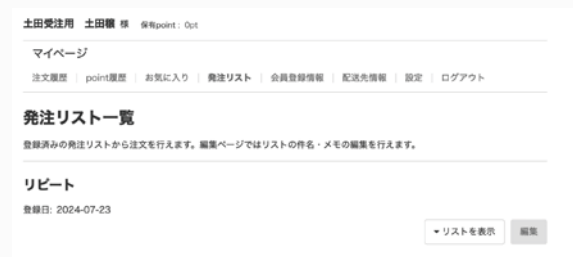 土田受注用 土田穣 様 保有point: 0pt
マイページ
注文履歴 | point履歴 | お気に入り | 発注リスト | 会員登録情報 | 配送先情報 | 設定 | ログアウト
発注リスト一覧
登録済みの発注リストから注文を行えます。編集ページではリストの件名・メモの編集を行えます。
リピート
登録日: 2024-07-23
リストを表示 編集